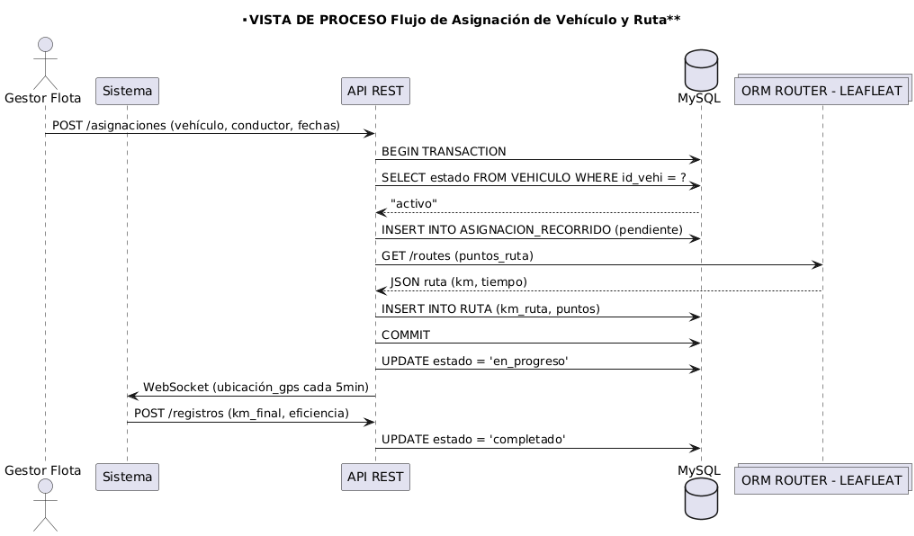 •VISTA DE PROCESO Flujo de Asignación de Vehículo y Ruta**
Gestor Flota
Sistema
API REST
MySQL
ORM ROUTER - LEAFLEAT
POST /asignaciones (vehículo, conductor, fechas)
BEGIN TRANSACTION
SELECT estado FROM VEHICULO WHERE id_vehi = ?
"activo"
INSERT INTO ASIGNACION_RECORRIDO (pendiente)
GET /routes (puntos_ruta)
JSON ruta (km, tiempo)
INSERT INTO RUTA (km_ruta, puntos)
COMMIT
UPDATE estado = 'en_progreso'
WebSocket (ubicación_gps cada 5min)
POST /registros (km_final, eficiencia)
UPDATE estado = 'completado'
Gestor Flota
Sistema
API REST
MySQL
ORM ROUTER - LEAFLEAT